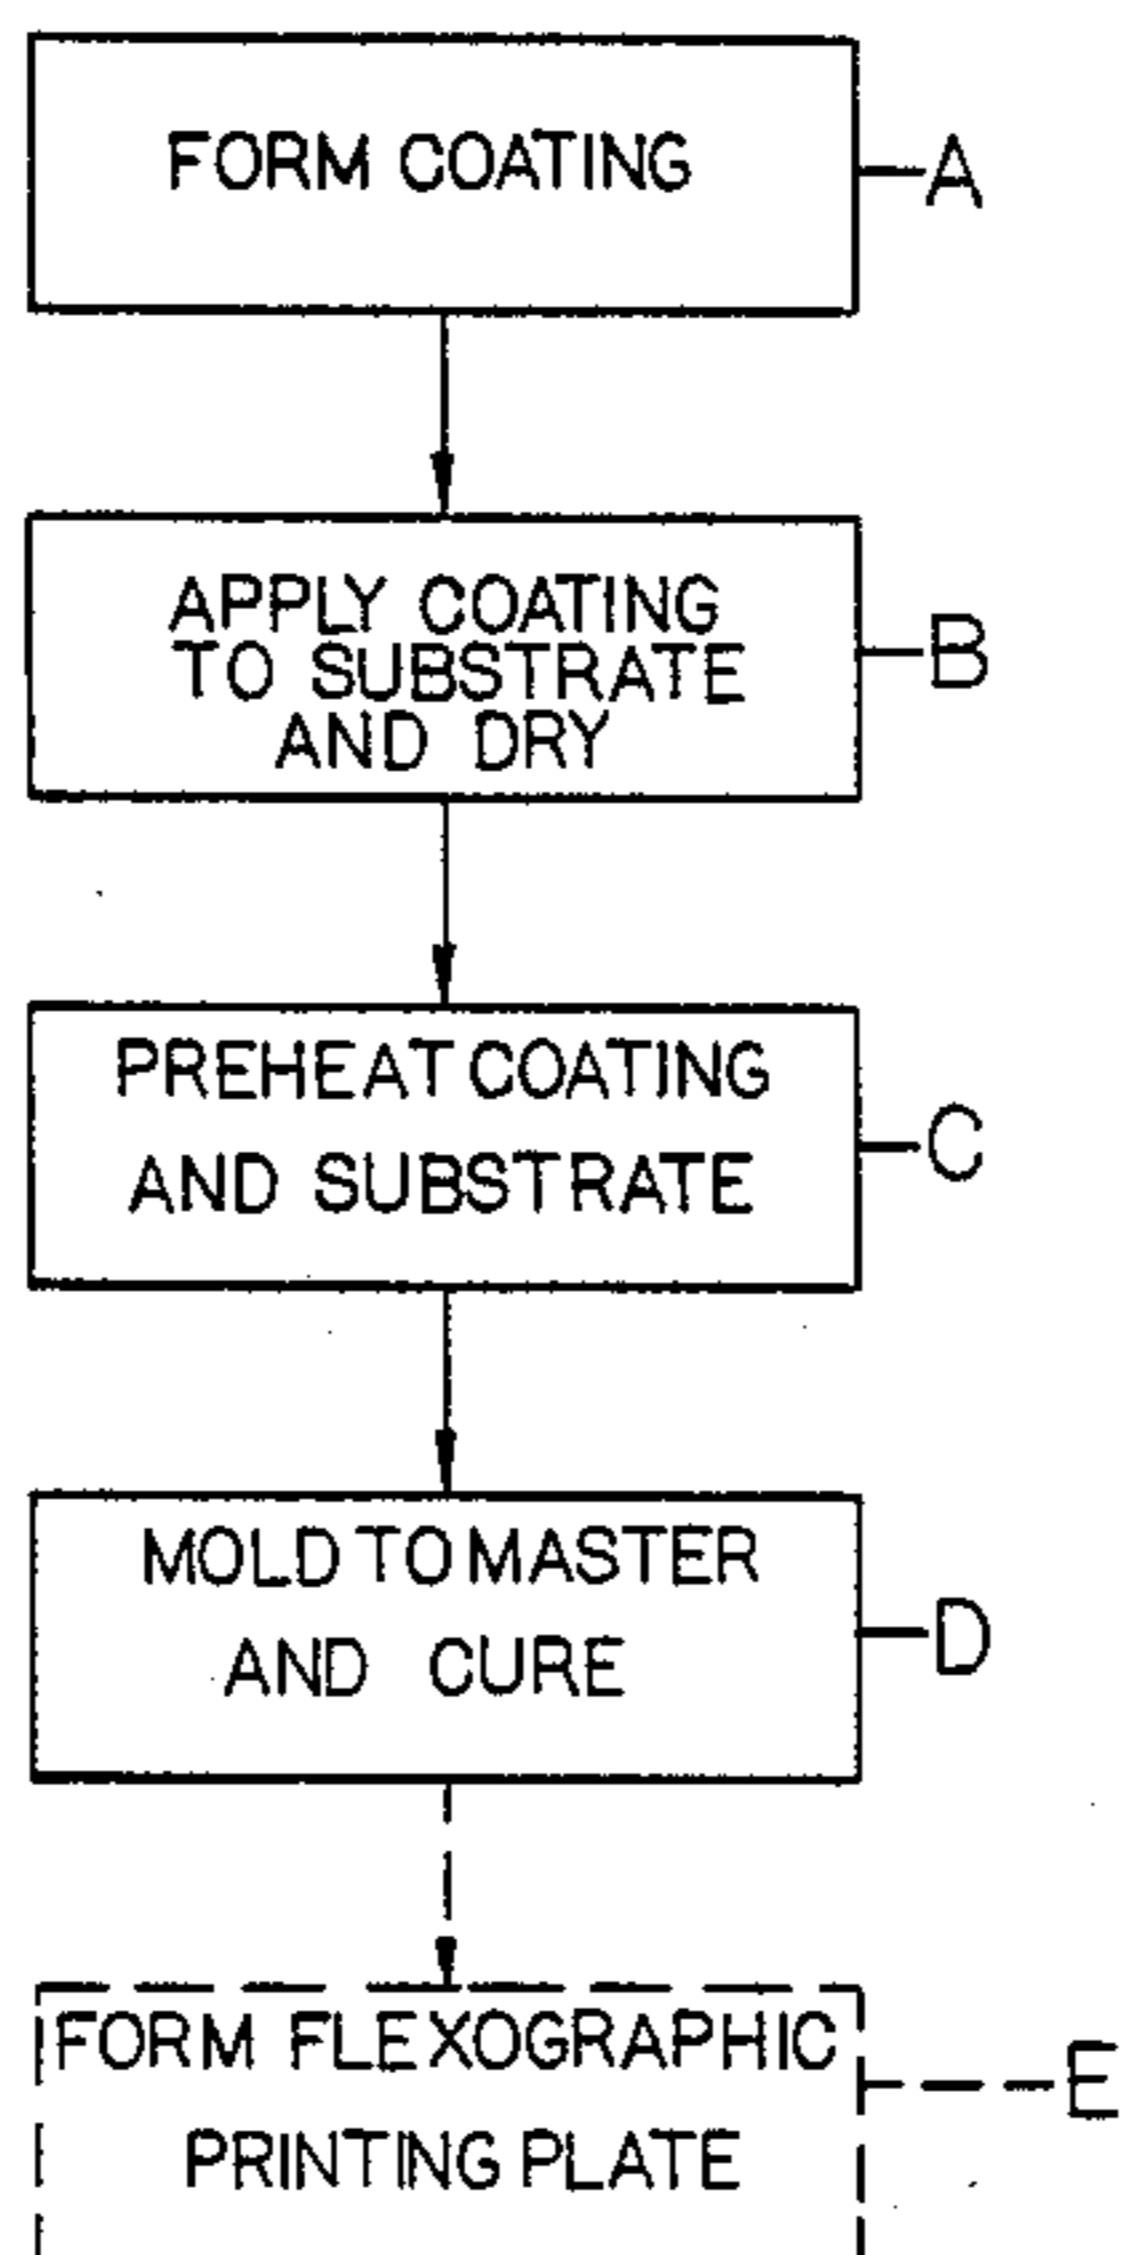 FORM COATING
A
APPLY COATING
TO SUBSTRATE
AND DRY
B
PREHEAT COATING
AND SUBSTRATE
C
MOLD TO MASTER
AND CURE
D
FORM FLEXOGRAPHIC
PRINTING PLATE
E